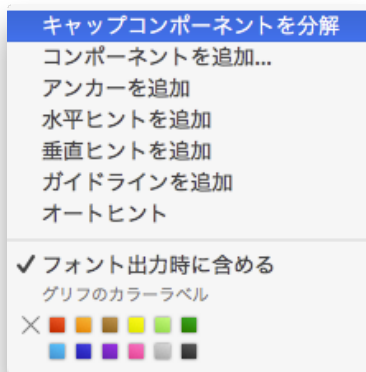 キャップコンポーネントを分解
コンポーネントを追加...
アンカーを追加
水平ヒントを追加
垂直ヒントを追加
ガイドラインを追加
オートヒント
✓ フォント出力時に含める
グリフのカラーラベル